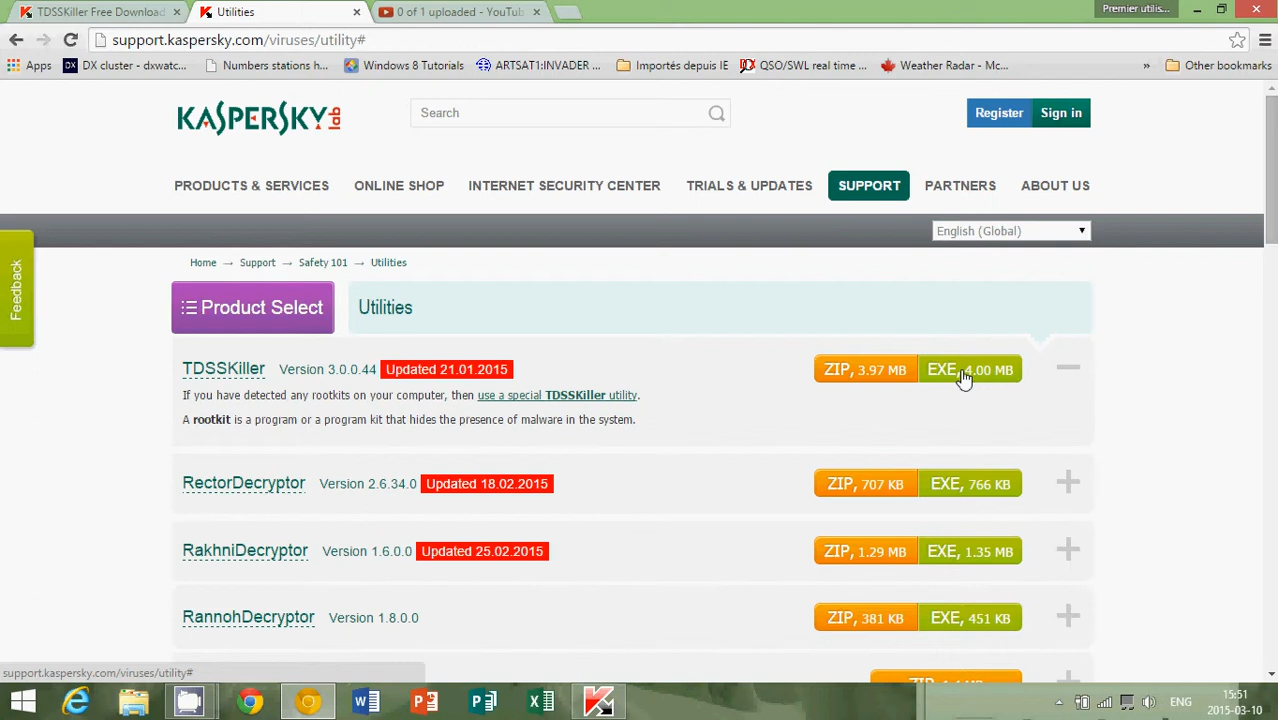 TDSSKiller Free Download
Utilities
0 of 1 uploaded - YouTub
Premier utilis...
support.kaspersky.com/viruses/utility#
Apps
DX cluster - dxwatc...
Numbers stations h...
Windows 8 Tutorials
ARTSAT1:INVADER ...
Importés depuis IE
QSO/SWL real time ...
Weather Radar - Mc...
»
Other bookmarks
KASPERSKY lab
Search
Register
Sign in
PRODUCTS & SERVICES
ONLINE SHOP
INTERNET SECURITY CENTER
TRIALS & UPDATES
SUPPORT
PARTNERS
ABOUT US
English (Global)
Feedback
Home → Support → Safety 101 → Utilities
Product Select
Utilities
TDSSKiller Version 3.0.0.44 Updated 21.01.2015
ZIP, 3.97 MB
EXE, 4.00 MB
If you have detected any rootkits on your computer, then use a special TDSSKiller utility.
A rootkit is a program or a program kit that hides the presence of malware in the system.
RectorDecryptor Version 2.6.34.0 Updated 18.02.2015
ZIP, 707 KB
EXE, 766 KB
RakhniDecryptor Version 1.6.0.0 Updated 25.02.2015
ZIP, 1.29 MB
EXE, 1.35 MB
RannohDecryptor Version 1.8.0.0
ZIP, 381 KB
EXE, 451 KB
support.kaspersky.com/viruses/utility#
ENG
15:51
2015-03-10